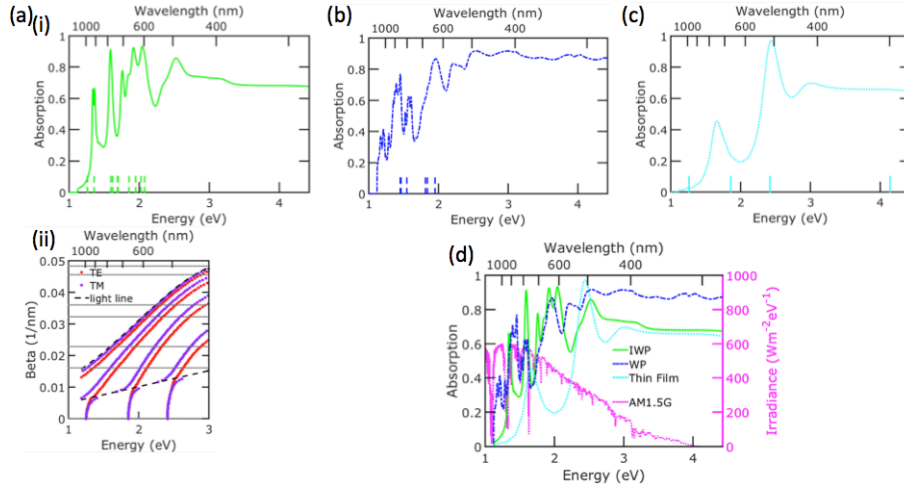 (a)
(i)
Wavelength (nm)
1000 600 400
1
0.8
0.6
0.4
0.2
0
Absorption
1 2 3 4
Energy (eV)
(b)
Wavelength (nm)
1000 600 400
1
0.8
0.6
0.4
0.2
0
Absorption
1 2 3 4
Energy (eV)
(c)
Wavelength (nm)
1000 600 400
1
0.8
0.6
0.4
0.2
0
Absorption
1 2 3 4
Energy (eV)
(ii)
Wavelength (nm)
1000 600
0.05
0.04
0.03
0.02
0.01
0
Beta (1/nm)
TE
TM
light line
1 1.5 2 2.5 3
Energy (eV)
(d)
Wavelength (nm)
1000 600 400
1
0.8
0.6
0.4
0.2
0
Absorption
IWP
WP
Thin Film
AM1.5G
1000
800
600
400
200
0
Irradiance (Wm-2eV-1)
1 2 3 4
Energy (eV)